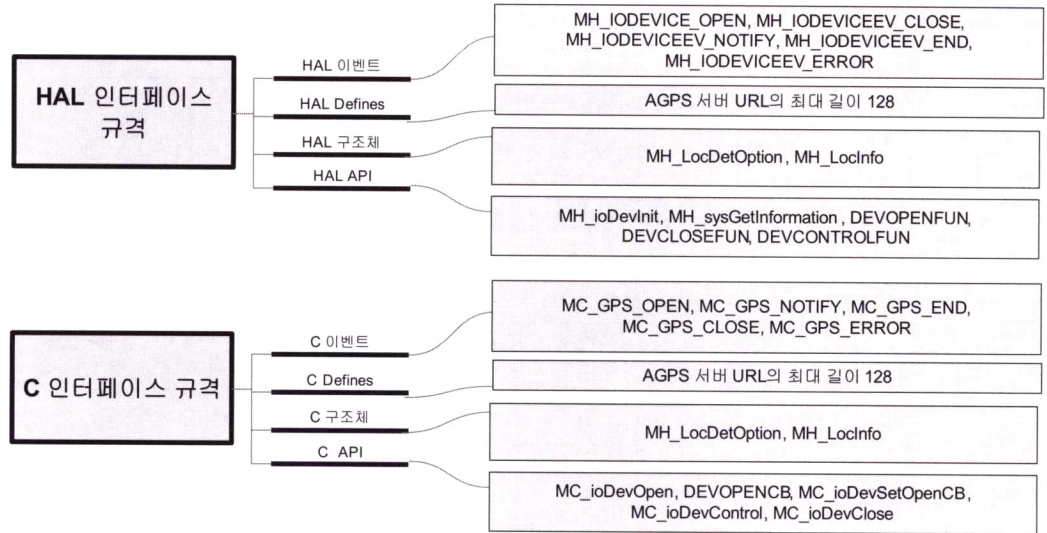 HAL 인터페이스
규격
HAL 이벤트
MH_IODEVICE_OPEN, MH_IODEVICEEV_CLOSE,
MH_IODEVICEEV_NOTIFY, MH_IODEVICEEV_END,
MH_IODEVICEEV_ERROR
HAL Defines
AGPS 서버 URL의 최대 길이 128
HAL 구조체
MH_LocDetOption , MH_LocInfo
HAL API
MH_ioDevInit, MH_sysGetInformation , DEVOPENFUN,
DEVCLOSEFUN, DEVCONTROLFUN
C 인터페이스 규격
C 이벤트
MC_GPS_OPEN, MC_GPS_NOTIFY, MC_GPS_END,
MC_GPS_CLOSE, MC_GPS_ERROR
C Defines
AGPS 서버 URL의 최대 길이 128
C 구조체
MH_LocDetOption, MH_LocInfo
C API
MC_ioDevOpen, DEVOPENCB, MC_ioDevSetOpenCB,
MC_ioDevControl, MC_ioDevClose